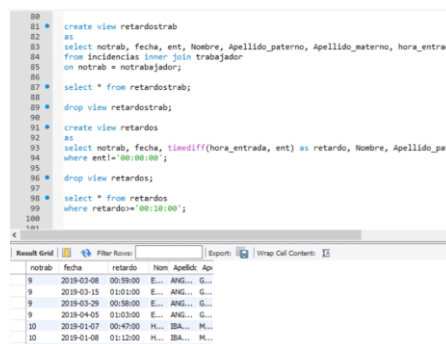 80
81 create view retardostrab
82 as
83 select notrab, fecha, ent, Nombre, Apellido_paterno, Apellido_materno, hora_entrad
84 from incidencias inner join trabajador
85 on notrab = notrabajador;
86
87 select * from retardostrab;
88
89 drop view retardostrab;
90
91 create view retardos
92 as
93 select notrab, fecha, timediff(hora_entrada, ent) as retardo, Nombre, Apellido_pa
94 where ent!='00:00:00';
95
96 drop view retardos;
97
98 select * from retardos
99 where retardo>='00:10:00';
100
101
Result Grid Filter Rows: Export: Wrap Cell Content:
notrab fecha retardo Nom Apellidc Ape
9 2019-03-08 00:59:00 E... ANG... G...
9 2019-03-15 01:01:00 E... ANG... G...
9 2019-03-29 00:58:00 E... ANG... G...
9 2019-04-05 01:03:00 E... ANG... G...
10 2019-01-07 00:47:00 H... IBA... M...
10 2019-01-08 01:12:00 H... IBA... M...